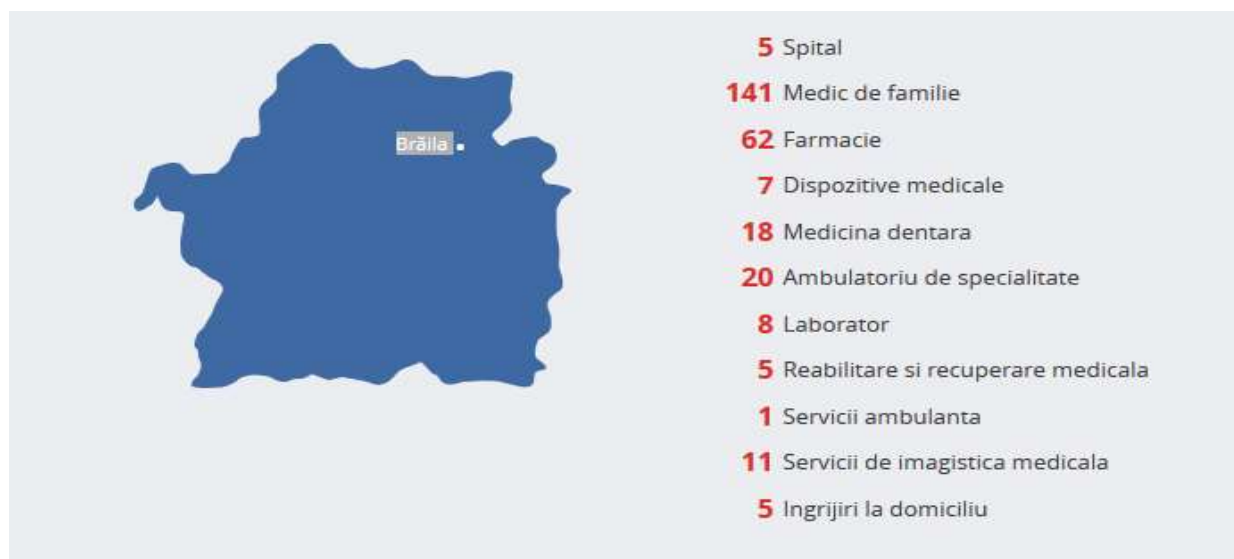 Brăila
5 Spital
141 Medic de familie
62 Farmacie
7 Dispozitive medicale
18 Medicina dentara
20 Ambulatoriu de specialitate
8 Laborator
5 Reabilitare si recuperare medicala
1 Servicii ambulanta
11 Servicii de imagistica medicala
5 Ingrijiri la domiciliu